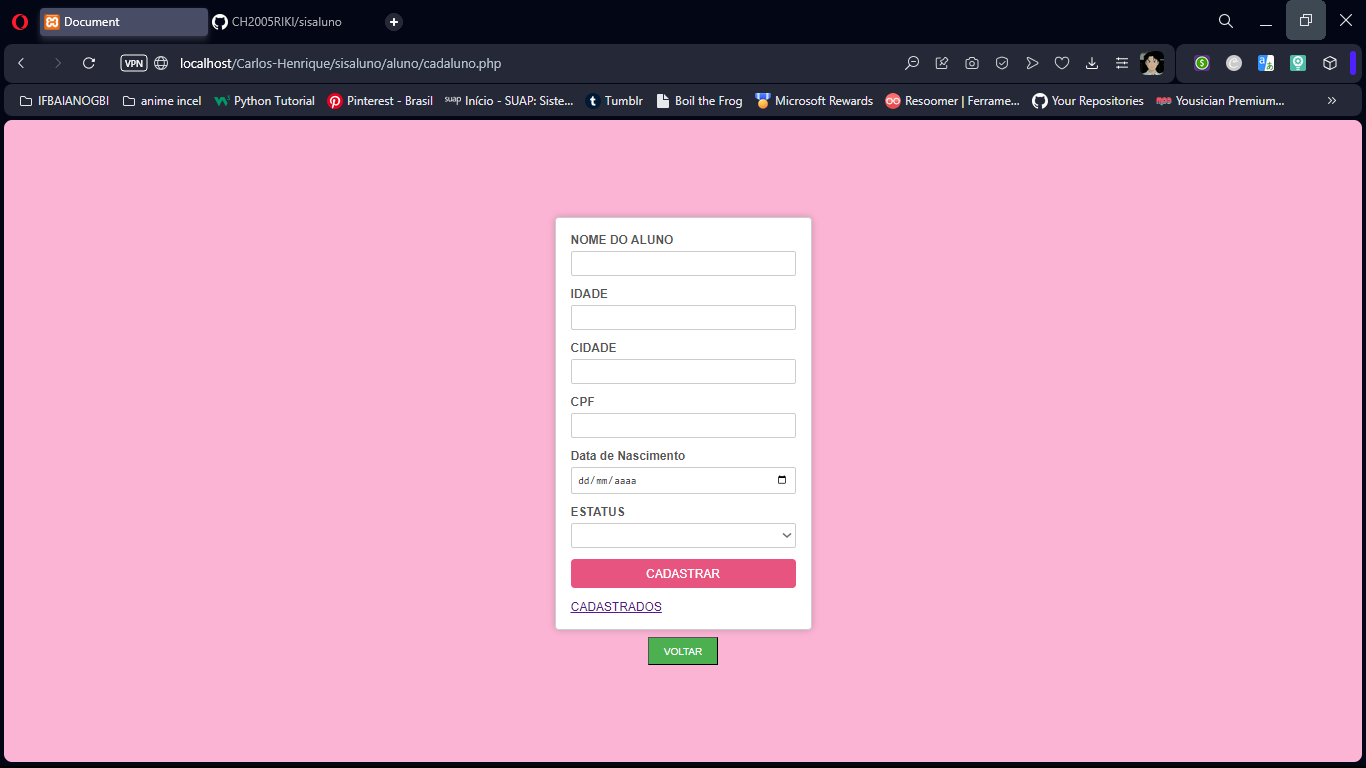 Document CH2005RIKI/sisaluno
VPN localhost/Carlos-Henrique/sisaluno/aluno/cadaluno.php
IFBAIANOGBI anime incel Python Tutorial Pinterest - Brasil suap Início - SUAP: Siste... Tumblr Boil the Frog Microsoft Rewards Resoomer | Ferrame... Your Repositories Yousician Premium...
NOME DO ALUNO
IDADE
CIDADE
CPF
Data de Nascimento
dd/mm/aaaa
ESTATUS
CADASTRAR
CADASTRADOS
VOLTAR